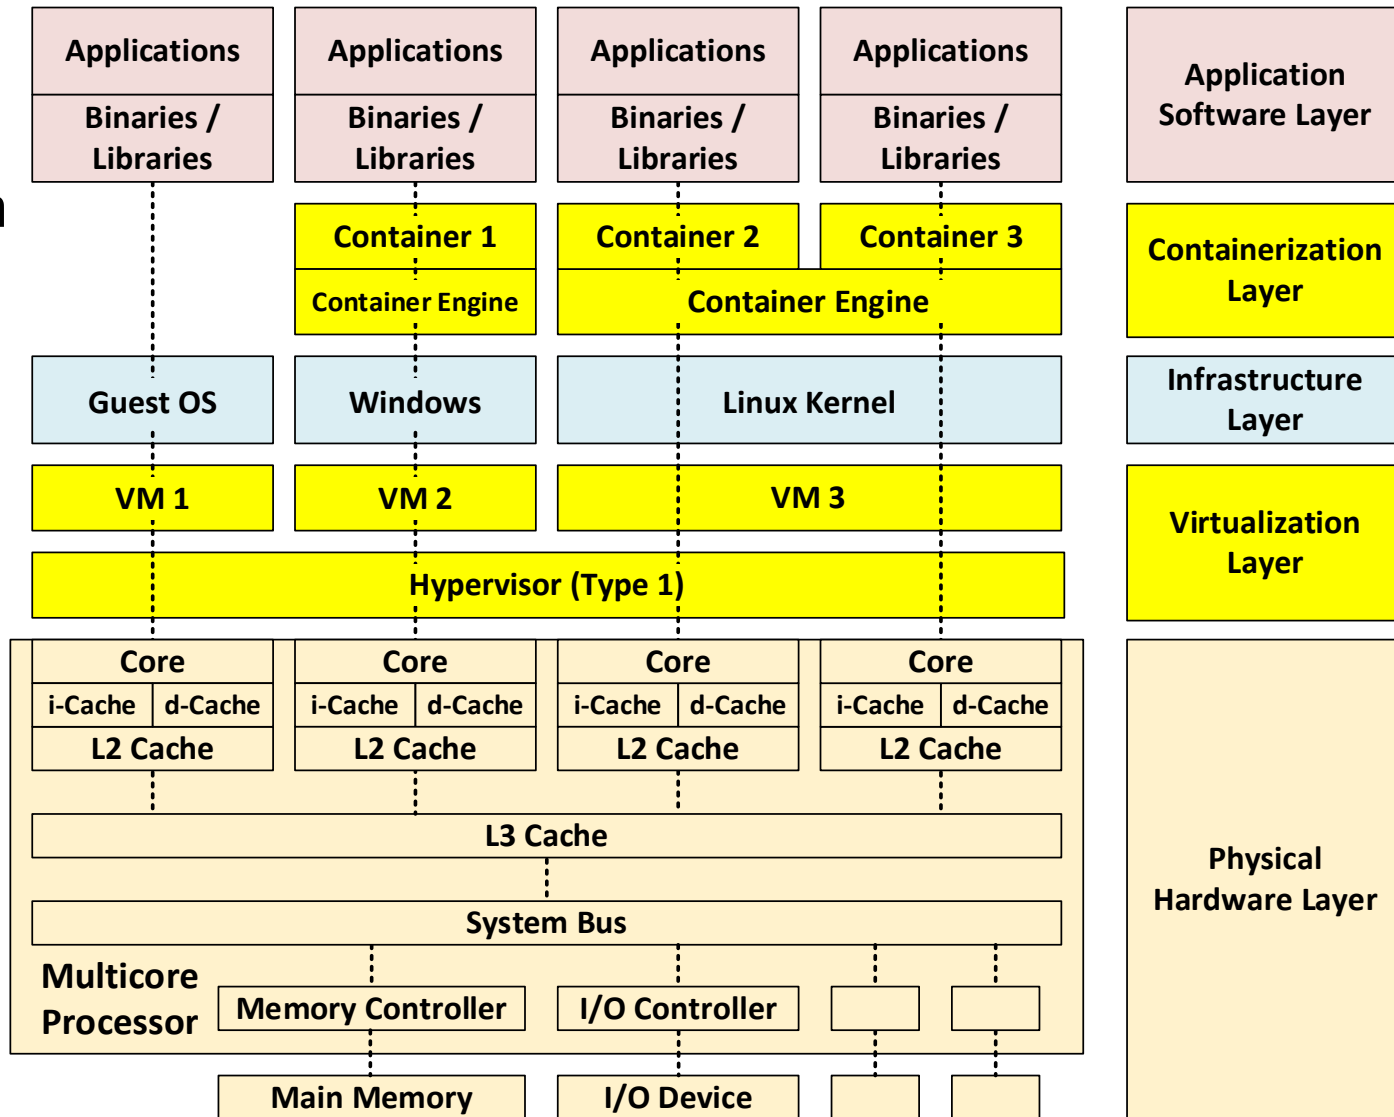 Applications
Applications
Applications
Applications
Application
Software Layer
Binaries /
Libraries
Binaries /
Libraries
Binaries /
Libraries
Binaries /
Libraries
n
Container 1
Container 2
Container 3
Containerization
Layer
Container Engine
Container Engine
Guest OS
Windows
Linux Kernel
Infrastructure
Layer
VM 1
VM 2
VM 3
Virtualization
Layer
Hypervisor (Type 1)
Core
Core
Core
Core
i-Cache
d-Cache
i-Cache
d-Cache
i-Cache
d-Cache
i-Cache
d-Cache
L2 Cache
L2 Cache
L2 Cache
L2 Cache
L3 Cache
Physical
Hardware Layer
System Bus
Multicore
Processor
Memory Controller
I/O Controller
Main Memory
I/O Device